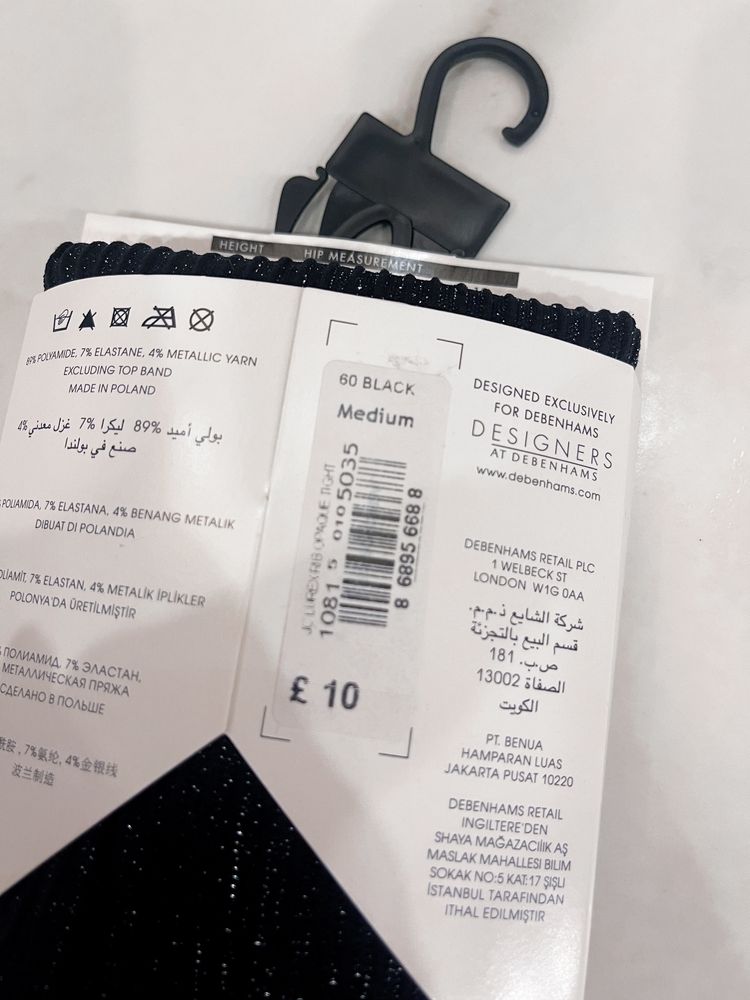 HEIGHT
HIP MEASUREMENT
89% POLYAMIDE, 7% ELASTANE, 4% METALLIC YARN
EXCLUDING TOP BAND
MADE IN POLAND
بولي أميد 89% ليكرا 7% غزل معدني 4%
صنع في بولندا
POLIAMIDA, 7% ELASTANA, 4% BENANG METALIK
DIBUAT DI POLANDIA
7% ELASTAN, 4% METALİK İPLİKLER
POLONYA'DA ÜRETİLMİŞTİR
ПОЛИАМИД, 7% ЭЛАСТАН,
МЕТАЛЛИЧЕСКАЯ ПРЯЖА
СДЕЛАНО В ПОЛЬШЕ
7%氨纶, 4%金银线
波兰制造
60 BLACK
Medium
JC LUREX RIB OPAQUE TIGHT
1081 5 0105035
8 6895 668 8
£ 10
DESIGNED EXCLUSIVELY
FOR DEBENHAMS
DESIGNERS
AT DEBENHAMS
www.debenhams.com
DEBENHAMS RETAIL PLC
1 WELBECK ST
LONDON W1G 0AA
شركة الشايع ذ.م.م.
قسم البيع بالتجزئة
ص.ب. 181
الصفاة 13002
الكويت
PT. BENUA
HAMPARAN LUAS
JAKARTA PUSAT 10220
DEBENHAMS RETAIL
INGILTERE'DEN
SHAYA MAĞAZACIİIK AŞ
MASLAK MAHALLESI BILIM
SOKAK NO:5 KAT:17 ŞIŞLI
İSTANBUL TARAFINDAN
ITHAL EDILMIŞTIR